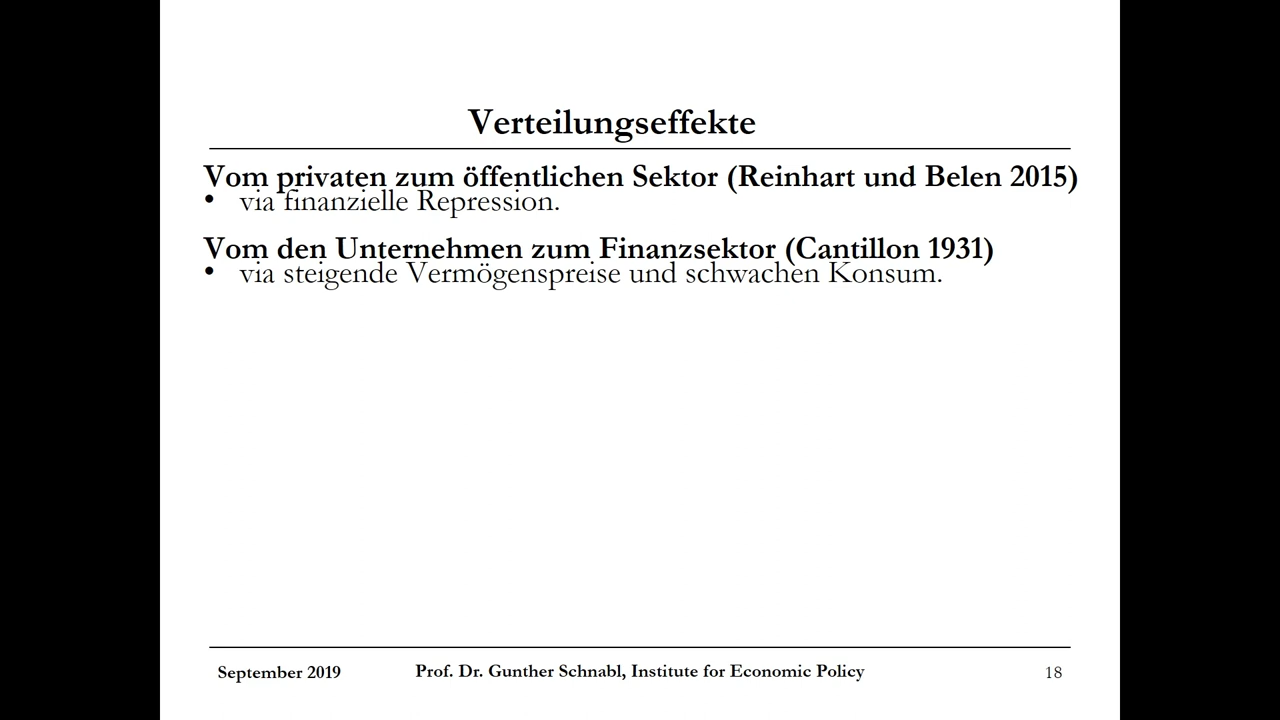 Verteilungseffekte
Vom privaten zum öffentlichen Sektor (Reinhart und Belen 2015)
• via finanzielle Repression.
Vom den Unternehmen zum Finanzsektor (Cantillon 1931)
• via steigende Vermögenspreise und schwachen Konsum.
September 2019
Prof. Dr. Gunther Schnabl, Institute for Economic Policy
18